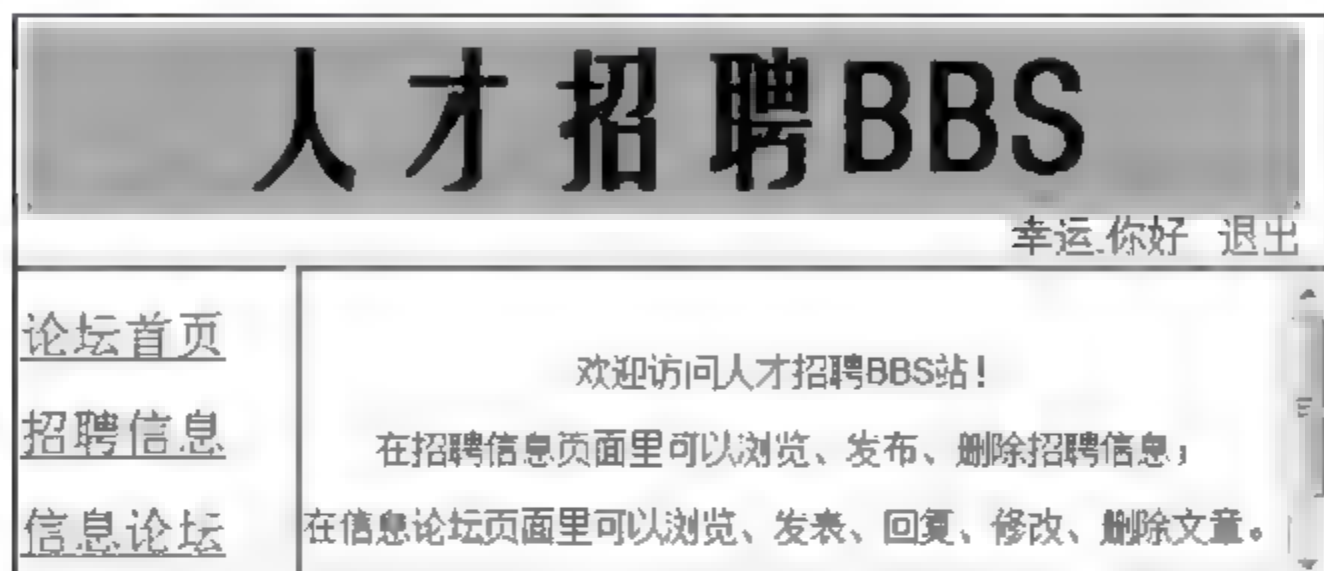 人才招聘BBS
幸运.你好 退出
论坛首页
招聘信息
信息论坛
欢迎访问人才招聘BBS站!
在招聘信息页面里可以浏览、发布、删除招聘信息;
在信息论坛页面里可以浏览、发表、回复、修改、删除文章。